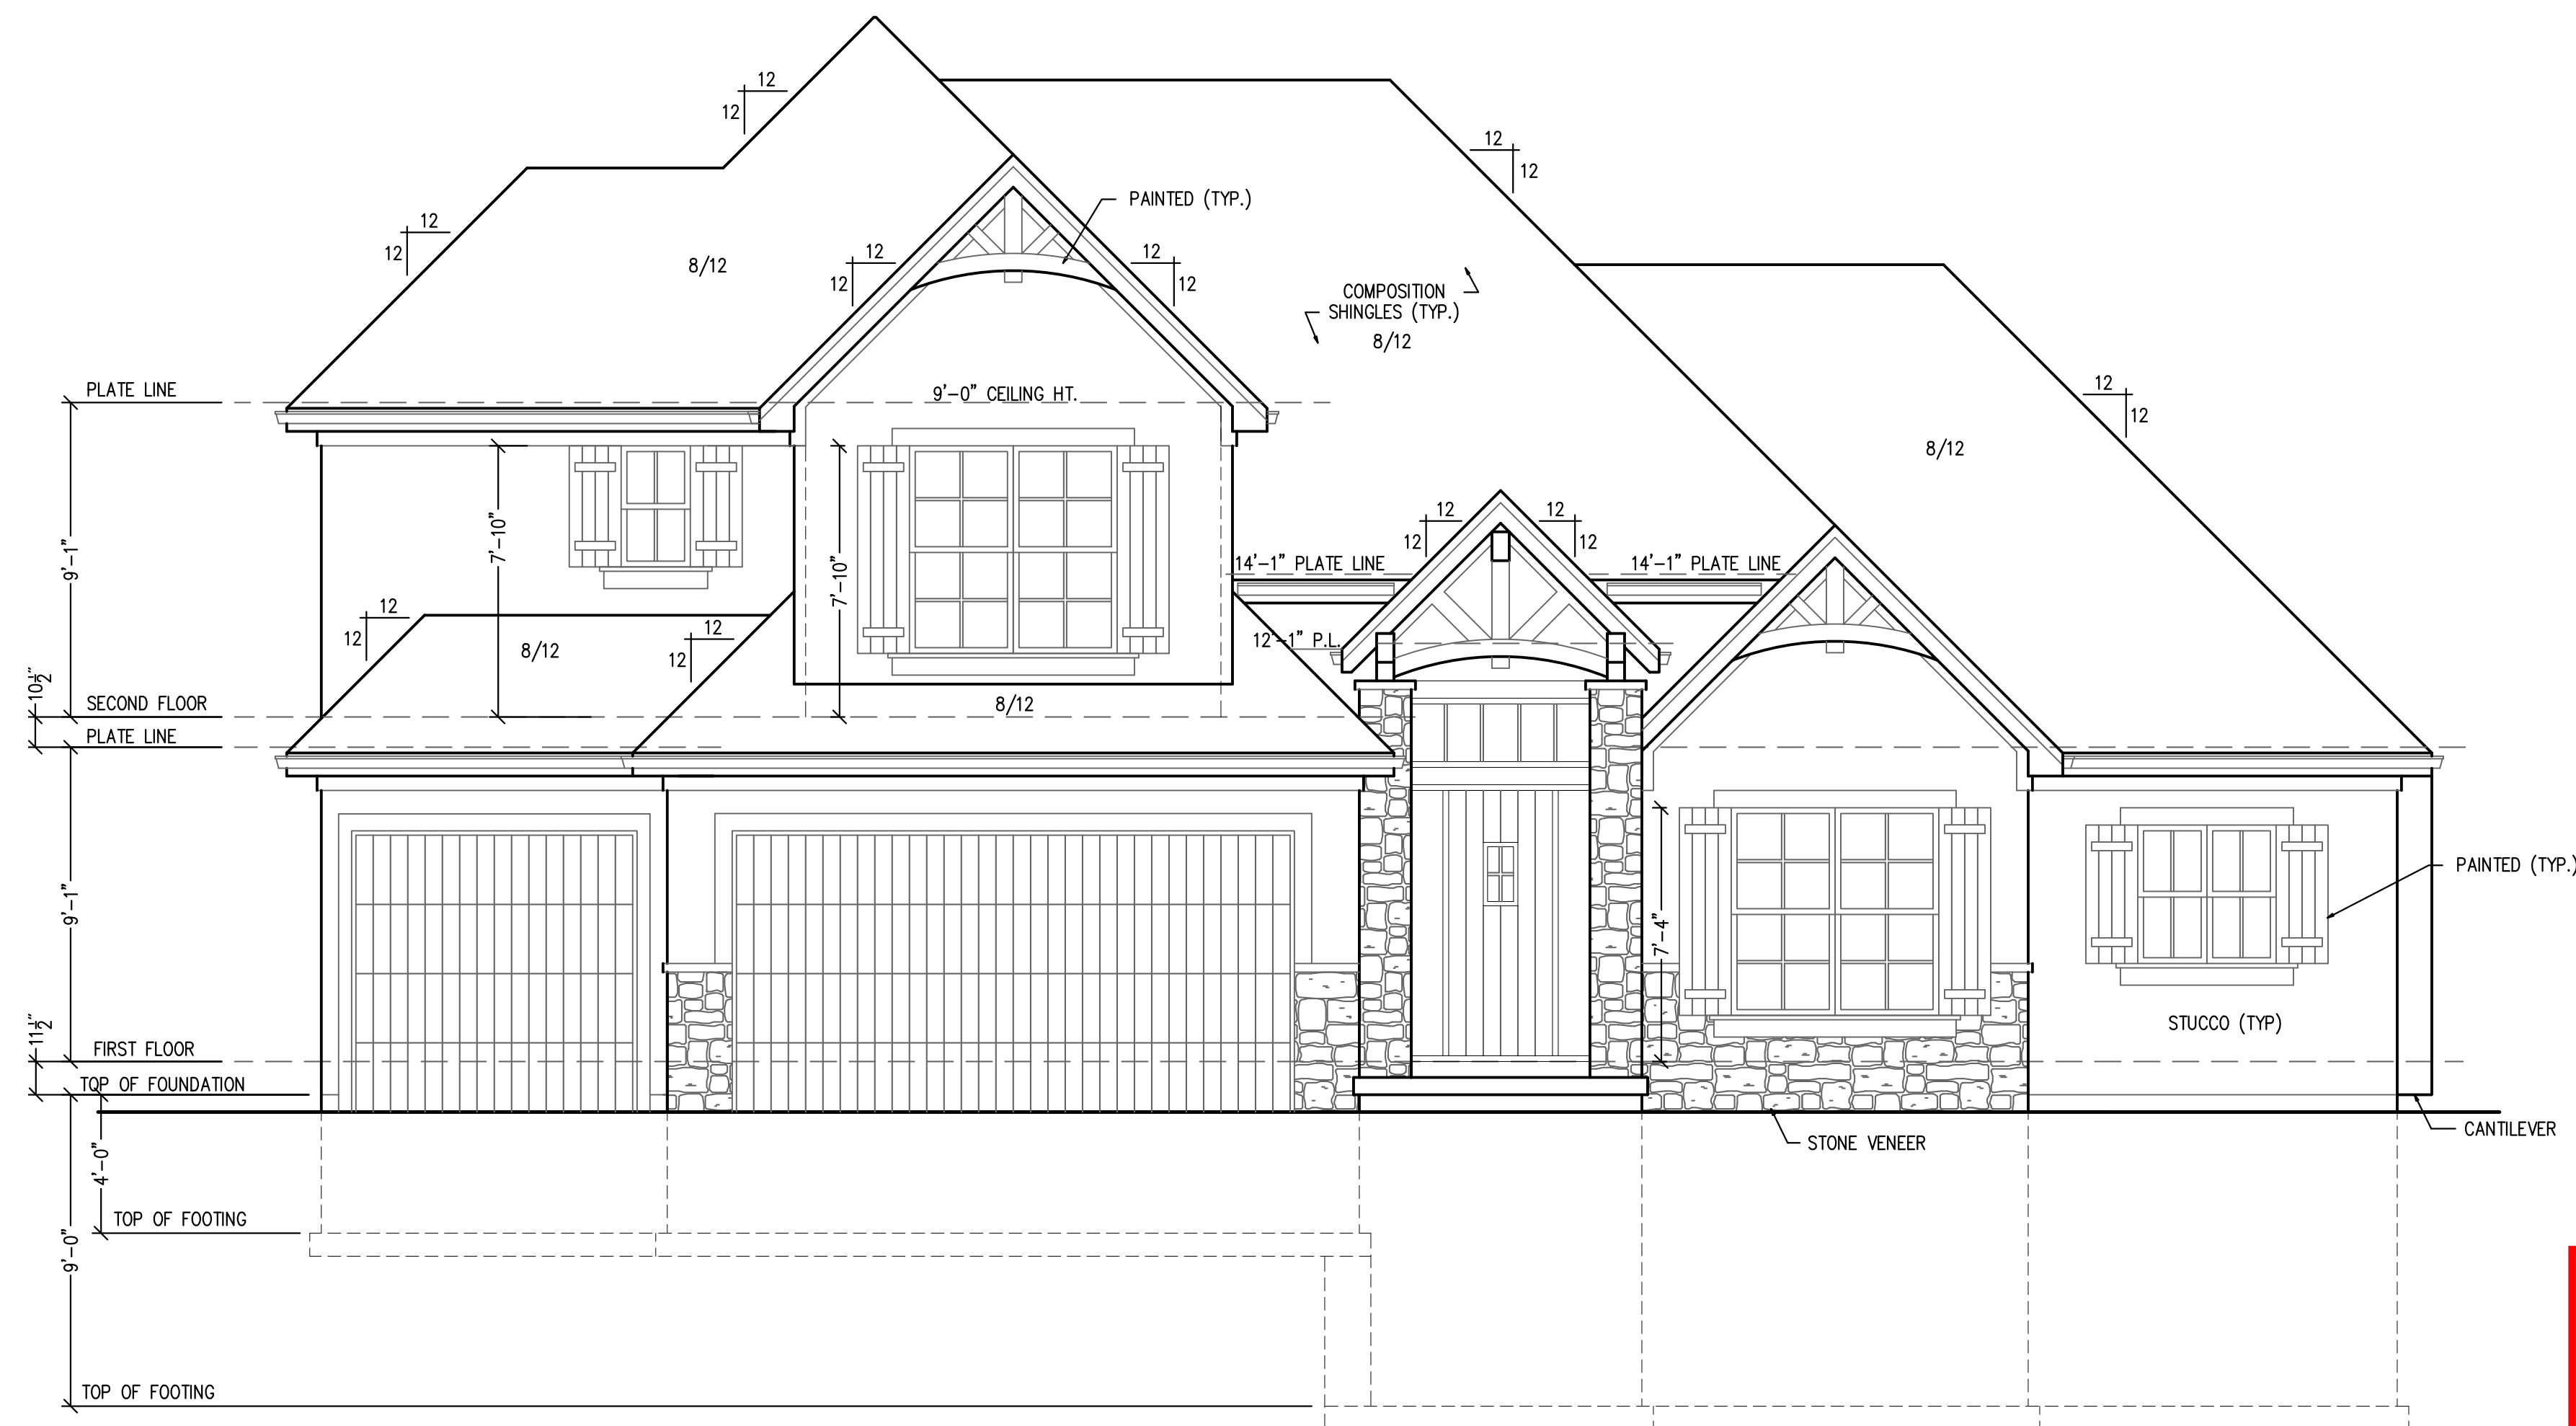 12
12
12
12
12
12
PAINTED (TYP.)
8/12
12
12
12
12
COMPOSITION
SHINGLES (TYP.)
8/12
PLATE LINE
9'-0" CEILING HT.
12
12
8/12
9'-1"
7'-10"
7'-10"
12
12
12
12
14'-1" PLATE LINE
14'-1" PLATE LINE
12
12
8/12
12
12
12'-1" P.L.
10½"
SECOND FLOOR
8/12
PLATE LINE
9'-1"
7'-4"
PAINTED (TYP.)
11½"
FIRST FLOOR
STUCCO (TYP)
TOP OF FOUNDATION
4'-0"
STONE VENEER
CANTILEVER
TOP OF FOOTING
9'-0"
TOP OF FOOTING